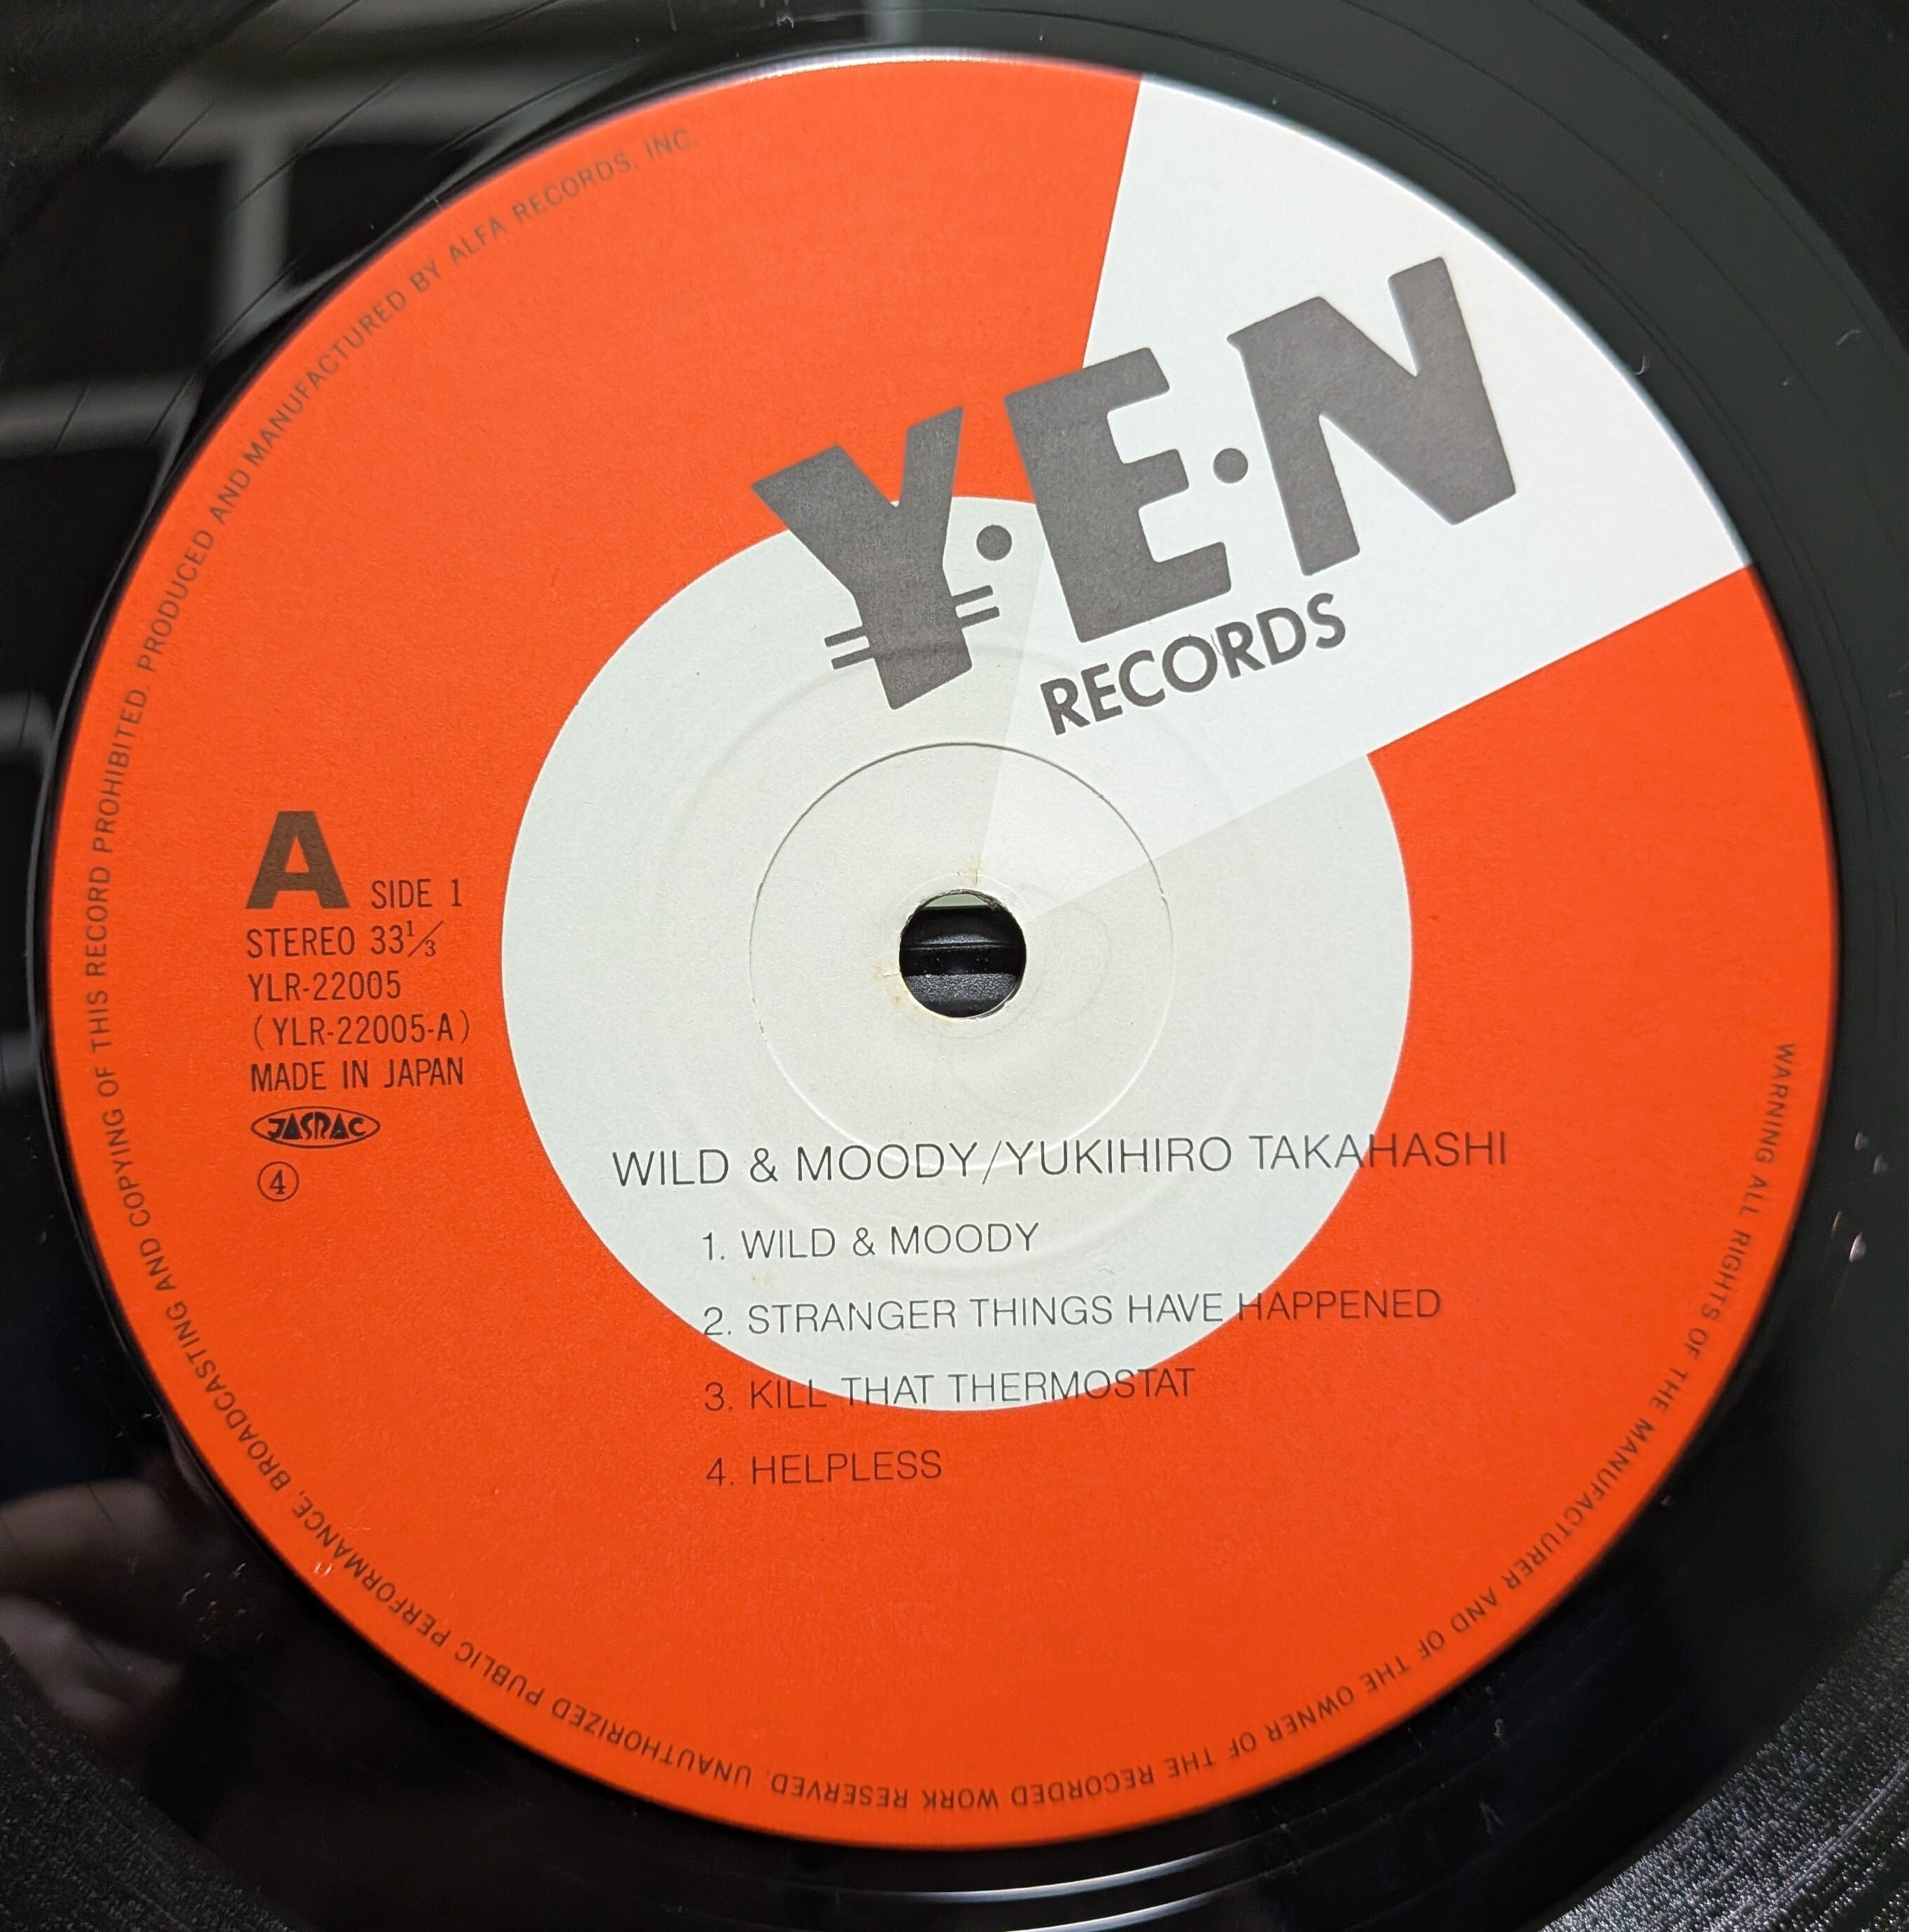 Y·E·N
RECORDS
A SIDE 1
STEREO 33⅓
YLR-22005
(YLR-22005-A)
MADE IN JAPAN
JASRAC
④
WILD & MOODY/YUKIHIRO TAKAHASHI
1. WILD & MOODY
2. STRANGER THINGS HAVE HAPPENED
3. KILL THAT THERMOSTAT
4. HELPLESS
WARNING ALL RIGHTS OF THE MANUFACTURER AND OF THE OWNER OF THE RECORDED WORK RESERVED. UNAUTHORIZED PUBLIC PERFORMANCE, BROADCASTING AND COPYING OF THIS RECORD PROHIBITED. PRODUCED AND MANUFACTURED BY ALFA RECORDS, INC.